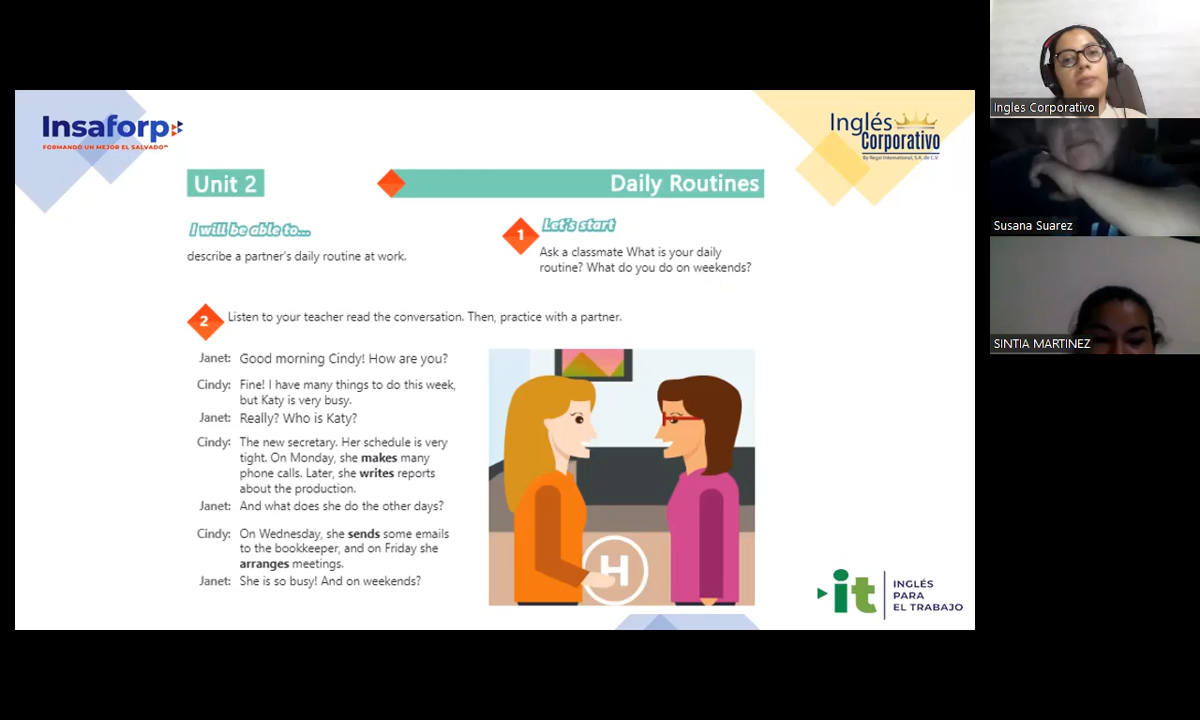 Insaforp
FORMANDO UN MEJOR EL SALVADOR
Inglés
Corporativo
By Regal International, S.A. de C.V.
Unit 2
Daily Routines
I will be able to...
describe a partner's daily routine at work.
1
Let's start
Ask a classmate What is your daily
routine? What do you do on weekends?
2
Listen to your teacher read the conversation. Then, practice with a partner.
Janet: Good morning Cindy! How are you?
Cindy: Fine! I have many things to do this week,
but Katy is very busy.
Janet: Really? Who is Katy?
Cindy: The new secretary. Her schedule is very
tight. On Monday, she makes many
phone calls. Later, she writes reports
about the production.
Janet: And what does she do the other days?
Cindy: On Wednesday, she sends some emails
to the bookkeeper, and on Friday she
arranges meetings.
Janet: She is so busy! And on weekends?
H
it
INGLÉS
PARA
EL TRABAJO
Ingles Corporativo
Susana Suarez
SINTIA MARTINEZ